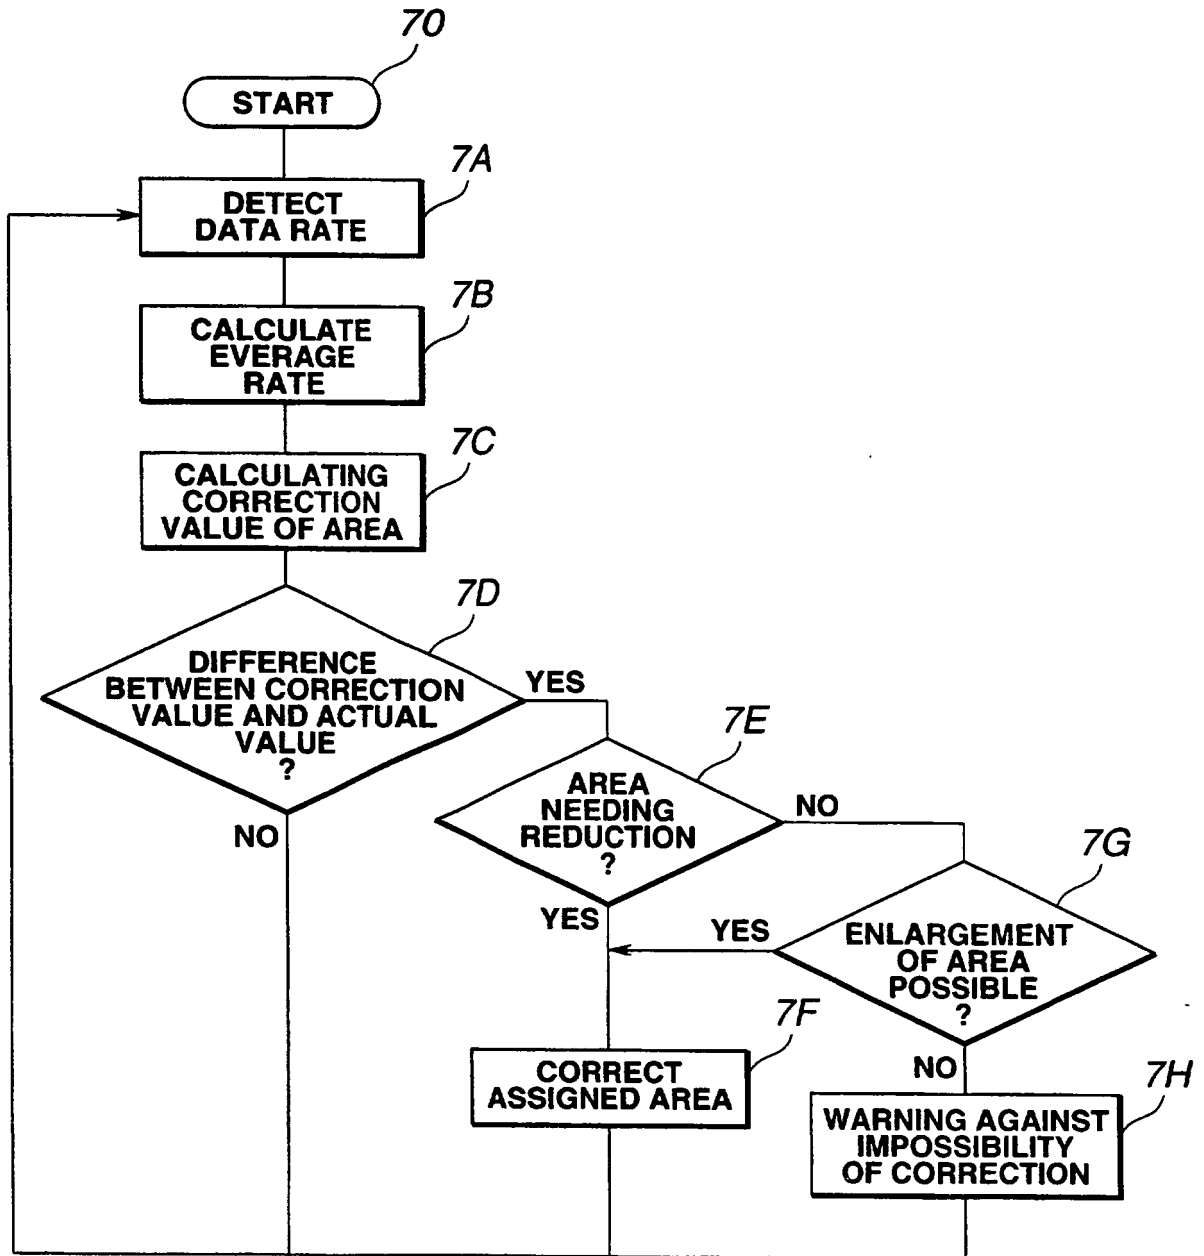 70
START
7A
DETECT
DATA RATE
7B
CALCULATE
EVERAGE
RATE
7C
CALCULATING
CORRECTION
VALUE OF AREA
7D
DIFFERENCE
BETWEEN CORRECTION
VALUE AND ACTUAL
VALUE
?
YES
NO
7E
AREA
NEEDING
REDUCTION
?
NO
YES
7G
ENLARGEMENT
OF AREA
POSSIBLE
?
YES
NO
7F
CORRECT
ASSIGNED AREA
7H
WARNING AGAINST
IMPOSSIBILITY
OF CORRECTION